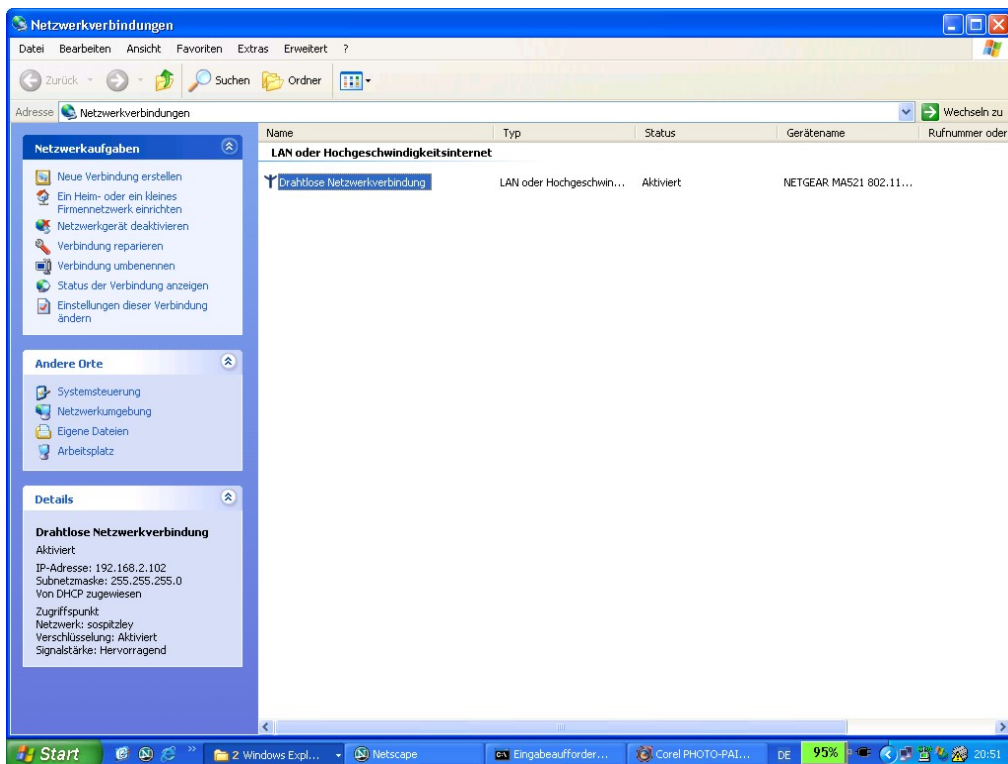 Netzwerkverbindungen
Datei Bearbeiten Ansicht Favoriten Extras Erweitert ?
Zurück Suchen Ordner
Adresse Netzwerkverbindungen Wechseln zu
Name Typ Status Gerätename Rufnummer oder
LAN oder Hochgeschwindigkeitsinternet
Drahtlose Netzwerkverbindung LAN oder Hochgeschwin... Aktiviert NETGEAR MA521 802.11...
Netzwerkaufgaben
Neue Verbindung erstellen
Ein Heim- oder ein kleines
Firmennetzwerk einrichten
Netzwerkgerät deaktivieren
Verbindung reparieren
Verbindung umbenennen
Status der Verbindung anzeigen
Einstellungen dieser Verbindung
ändern
Andere Orte
Systemsteuerung
Netzwerkumgebung
Eigene Dateien
Arbeitsplatz
Details
Drahtlose Netzwerkverbindung
Aktiviert
IP-Adresse: 192.168.2.102
Subnetzmaske: 255.255.255.0
Von DHCP zugewiesen
Zugriffspunkt
Netzwerk: sospitzley
Verschlüsselung: Aktiviert
Signalstärke: Hervorragend
Start 2 Windows Expl... Netscape Eingabeaufforder... Corel PHOTO-PAI... DE 95% 20:51